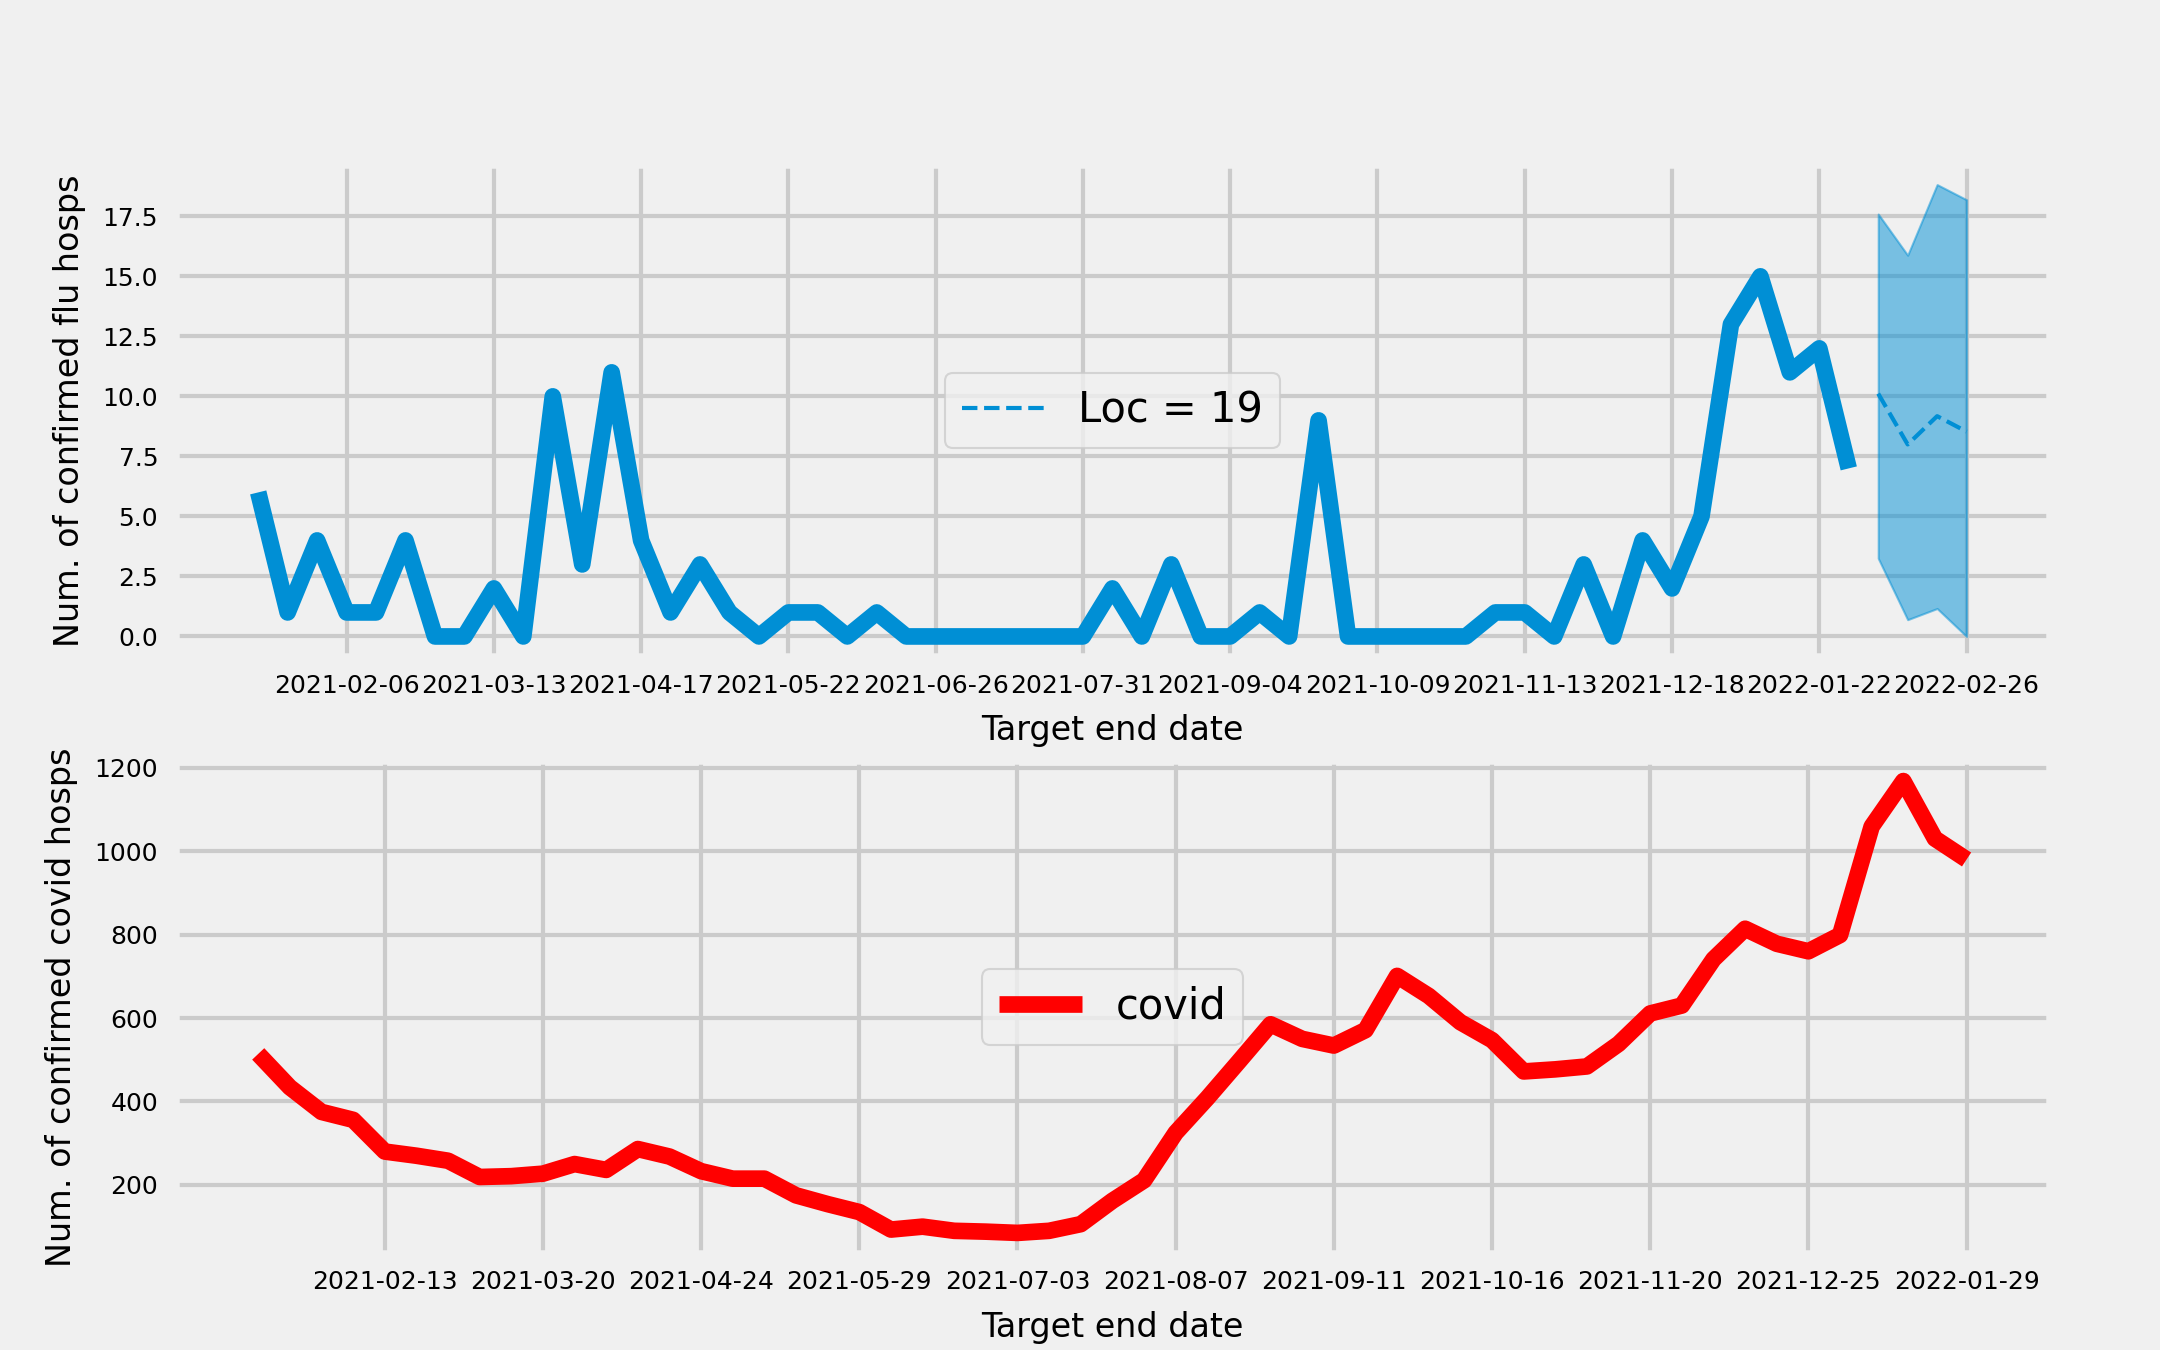 Num. of confirmed flu hosps
17.5
15.0
12.5
10.0
7.5
5.0
2.5
0.0
Loc = 19
2021-02-06 2021-03-13 2021-04-17 2021-05-22 2021-06-26 2021-07-31 2021-09-04 2021-10-09 2021-11-13 2021-12-18 2022-01-22 2022-02-26
Target end date
Num. of confirmed covid hosps
1200
1000
800
600
400
200
covid
2021-02-13 2021-03-20 2021-04-24 2021-05-29 2021-07-03 2021-08-07 2021-09-11 2021-10-16 2021-11-20 2021-12-25 2022-01-29
Target end date